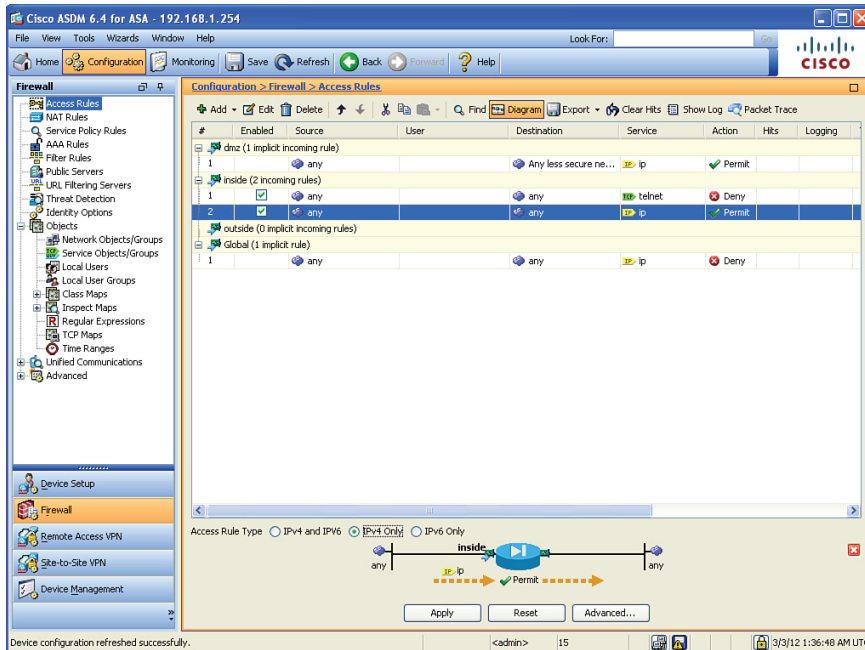 Cisco ASDM 6.4 for ASA - 192.168.1.254
File View Tools Wizards Window Help Look For: Go
Home Configuration Monitoring Save Refresh Back Forward Help
CISCO
Firewall
Access Rules
NAT Rules
Service Policy Rules
AAA Rules
Filter Rules
Public Servers
URL Filtering Servers
Threat Detection
Identity Options
Objects
Network Objects/Groups
Service Objects/Groups
Local Users
Local User Groups
Class Maps
Inspect Maps
Regular Expressions
TCP Maps
Time Ranges
Unified Communications
Advanced
Device Setup
Firewall
Remote Access VPN
Site-to-Site VPN
Device Management
Configuration > Firewall > Access Rules
Add Edit Delete Find Diagram Export Clear Hits Show Log Packet Trace
# Enabled Source User Destination Service Action Hits Logging
dmz (1 implicit incoming rule)
1 any Any less secure ne... IP ip Permit
inside (2 incoming rules)
1 any any TCP telnet Deny
2 any any IP ip Permit
outside (0 implicit incoming rules)
Global (1 implicit rule)
1 any any IP ip Deny
Access Rule Type IPv4 and IPV6 IPv4 Only IPv6 Only
inside
any any
IP ip
Permit
Apply Reset Advanced...
Device configuration refreshed successfully. <admin> 15 3/3/12 1:36:48 AM UTC